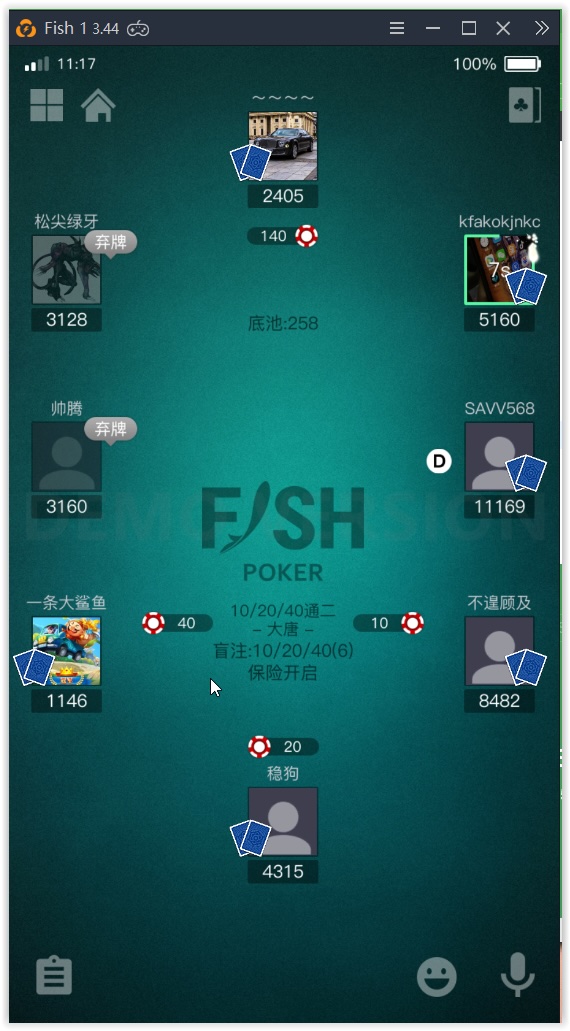 Fish 1 3.44
11:17
100%
～～～～
2405
松尖绿牙
弃牌
3128
140
kfakokjnkc
7s
5160
底池:258
帅腾
弃牌
3160
SAVV568
D
11169
FISH
POKER
一条大鲨鱼
1146
40
10/20/40通二
– 大唐 –
盲注:10/20/40(6)
保险开启
10
不遑顾及
8482
20
稳狗
4315